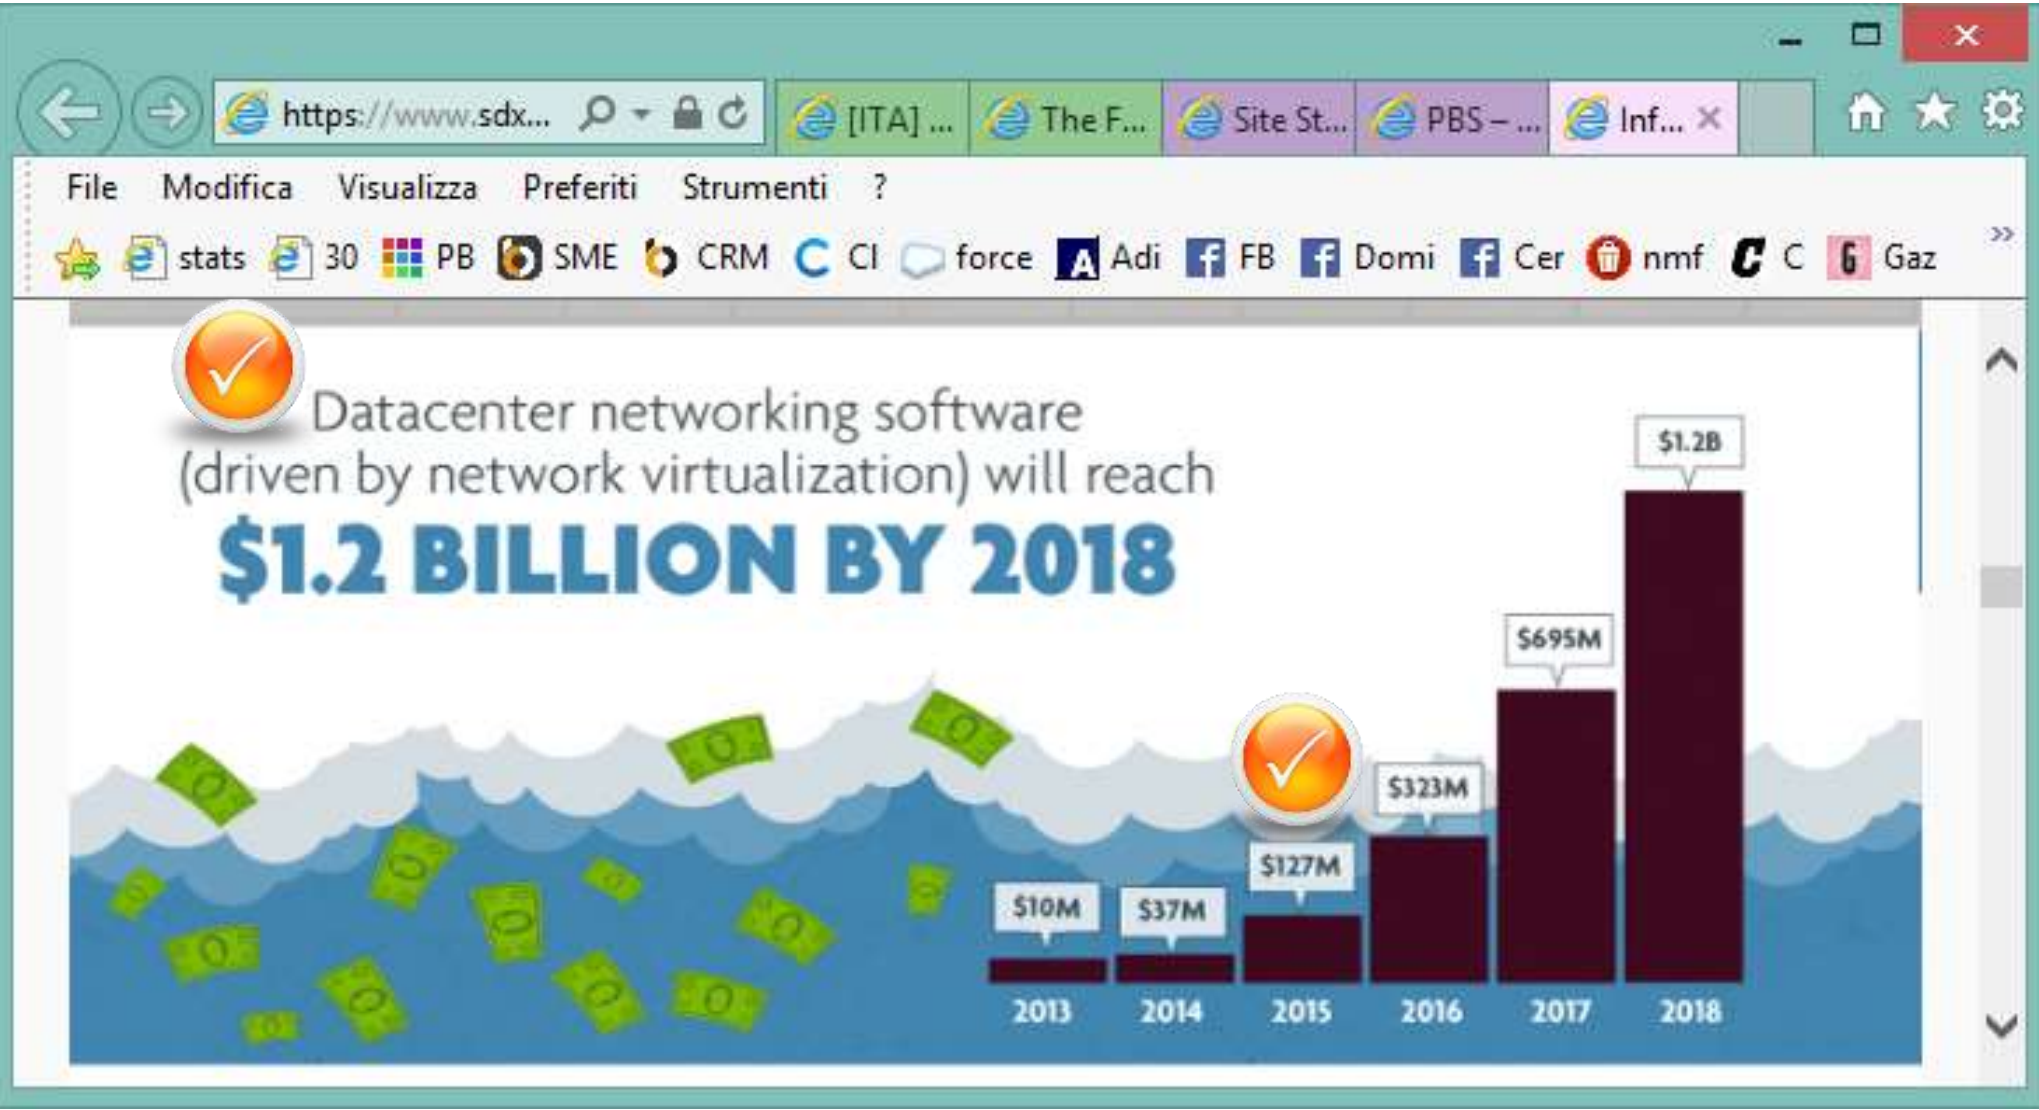 https://www.sdx...
[ITA] ...
The F...
Site St...
PBS – ...
Inf...
File Modifica Visualizza Preferiti Strumenti ?
stats 30 PB SME CRM CI force Adi FB Domi Cer nmf C Gaz
Datacenter networking software
(driven by network virtualization) will reach
$1.2 BILLION BY 2018
$1.2B
$695M
$323M
$127M
$10M
$37M
2013 2014 2015 2016 2017 2018